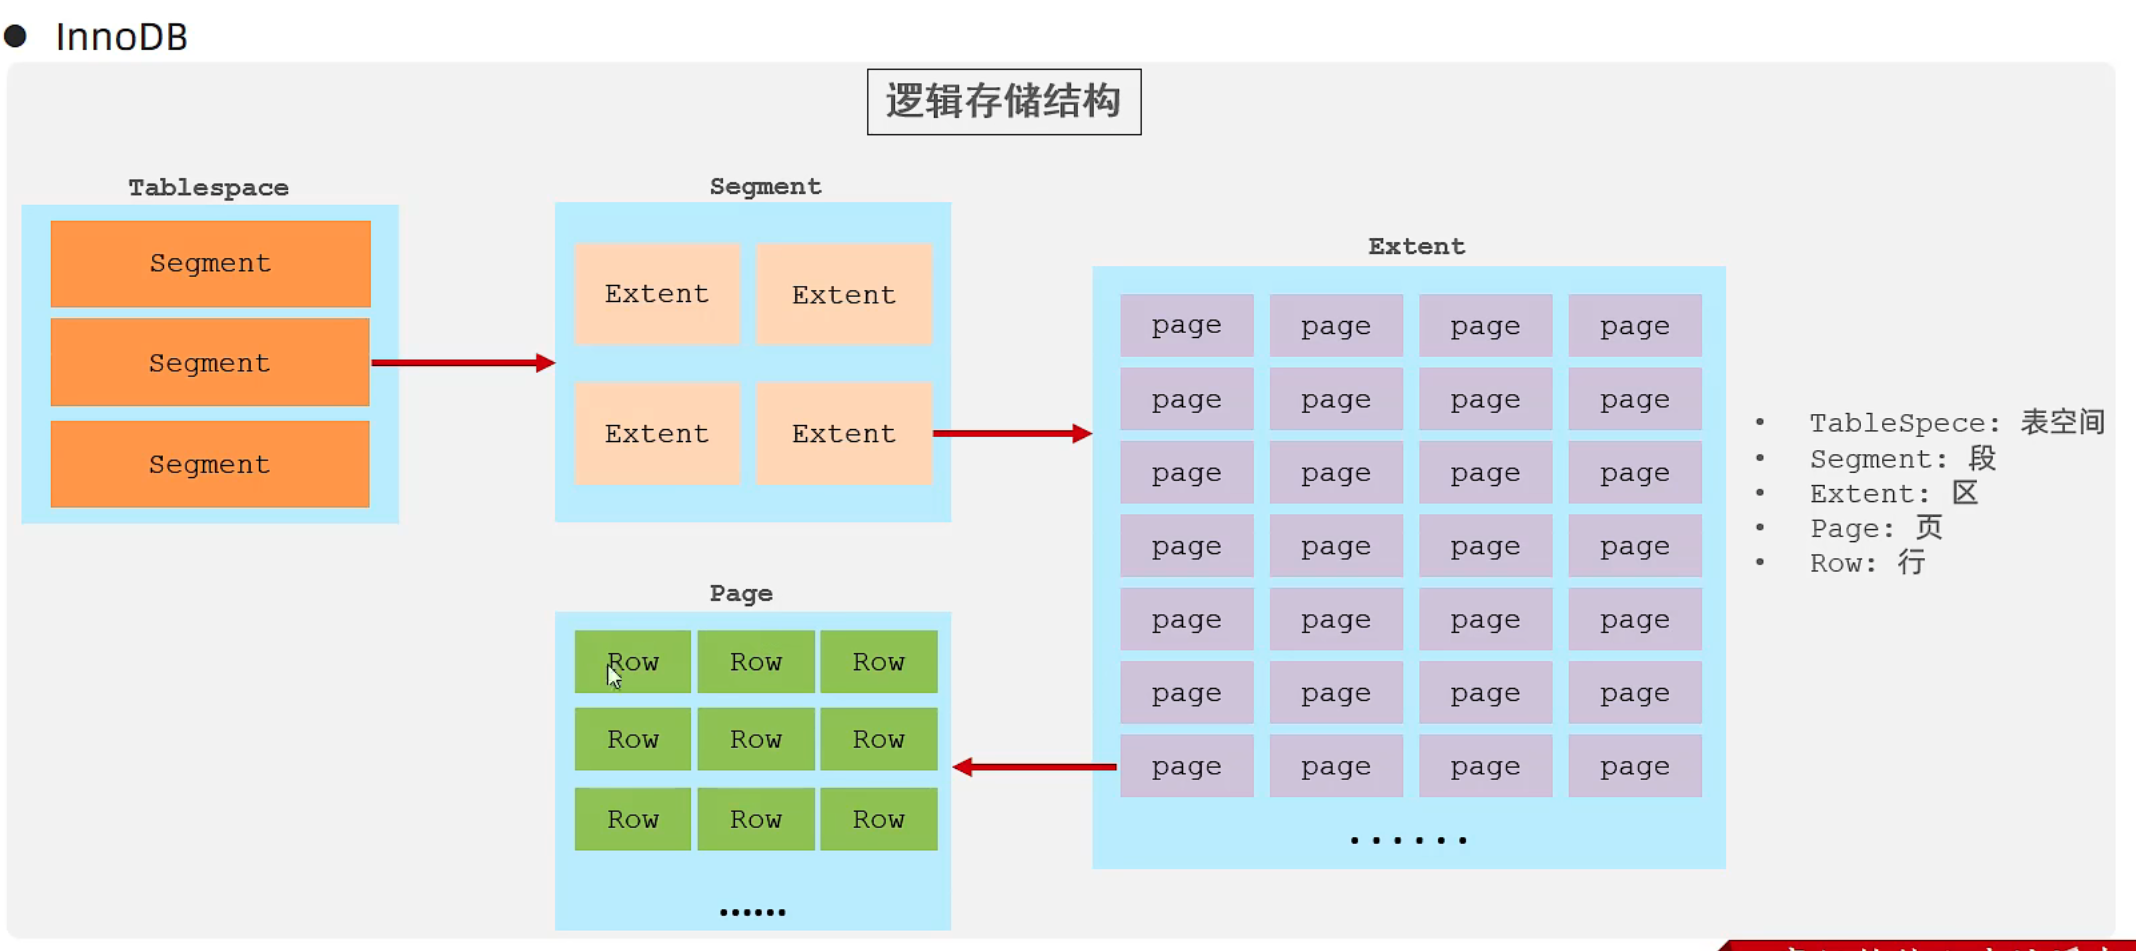 ● InnoDB
逻辑存储结构
Tablespace
Segment
Segment
Segment
Segment
Extent Extent
Extent Extent
Extent
page page page page
page page page page
page page page page
page page page page
page page page page
page page page page
page page page page
......
Page
Row Row Row
Row Row Row
Row Row Row
......
• TableSpece: 表空间
• Segment: 段
• Extent: 区
• Page: 页
• Row: 行